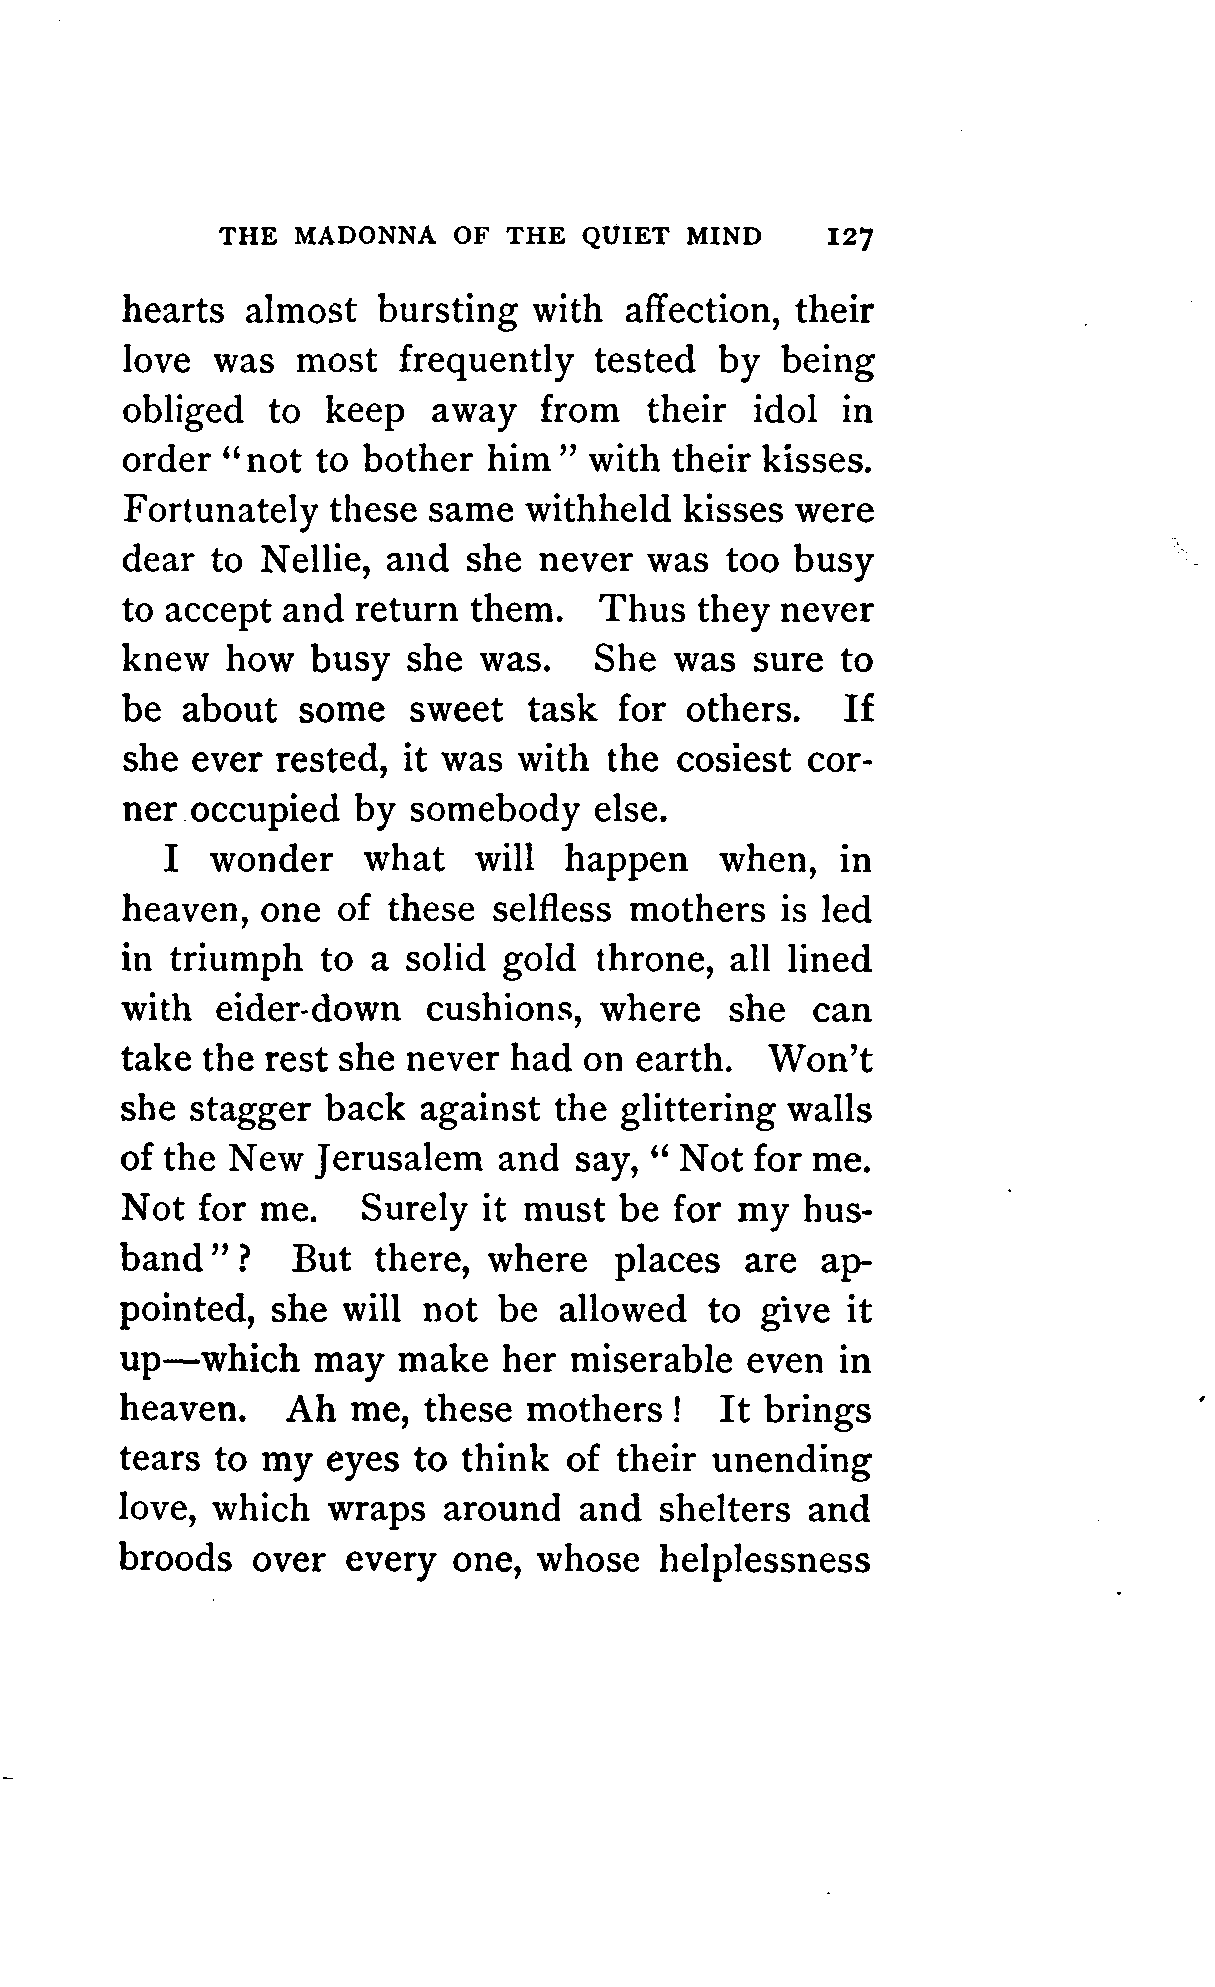 THE MADONNA OF THE QUIET MIND 127
hearts almost bursting with affection, their
love was most frequently tested by being
obliged to keep away from their idol in
order "not to bother him" with their kisses.
Fortunately these same withheld kisses were
dear to Nellie, and she never was too busy
to accept and return them. Thus they never
knew how busy she was. She was sure to
be about some sweet task for others. If
she ever rested, it was with the cosiest cor-
ner occupied by somebody else.
I wonder what will happen when, in
heaven, one of these selfless mothers is led
in triumph to a solid gold throne, all lined
with eider-down cushions, where she can
take the rest she never had on earth. Won't
she stagger back against the glittering walls
of the New Jerusalem and say, "Not for me.
Not for me. Surely it must be for my hus-
band"? But there, where places are ap-
pointed, she will not be allowed to give it
up—which may make her miserable even in
heaven. Ah me, these mothers! It brings
tears to my eyes to think of their unending
love, which wraps around and shelters and
broods over every one, whose helplessness